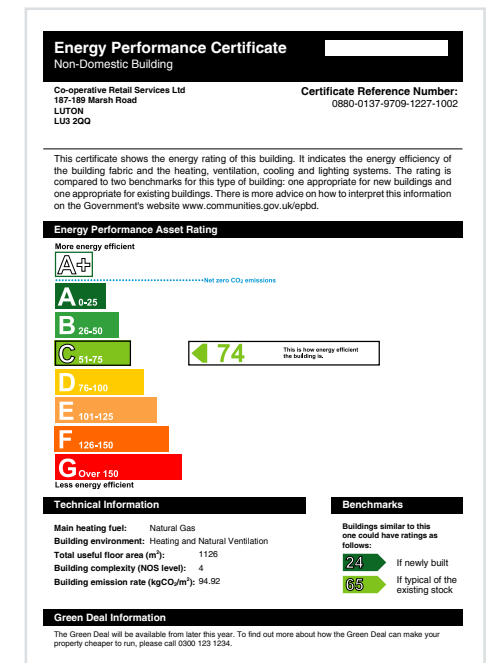 Energy Performance Certificate
Non-Domestic Building
Co-operative Retail Services Ltd
187-189 Marsh Road
LUTON
LU3 2QQ
Certificate Reference Number:
0880-0137-9709-1227-1002
This certificate shows the energy rating of this building. It indicates the energy efficiency of
the building fabric and the heating, ventilation, cooling and lighting systems. The rating is
compared to two benchmarks for this type of building: one appropriate for new buildings and
one appropriate for existing buildings. There is more advice on how to interpret this information
on the Government's website www.communities.gov.uk/epbd.
Energy Performance Asset Rating
More energy efficient
A+
Net zero CO₂ emissions
A 0-25
B 26-50
C 51-75
74
This is how energy efficient
the building is.
D 76-100
E 101-125
F 126-150
G Over 150
Less energy efficient
Technical Information
Main heating fuel: Natural Gas
Building environment: Heating and Natural Ventilation
Total useful floor area (m²): 1126
Building complexity (NOS level): 4
Building emission rate (kgCO₂/m²): 94.92
Benchmarks
Buildings similar to this
one could have ratings as
follows:
24 If newly built
65 If typical of the
existing stock
Green Deal Information
The Green Deal will be available from later this year. To find out more about how the Green Deal can make your
property cheaper to run, please call 0300 123 1234.